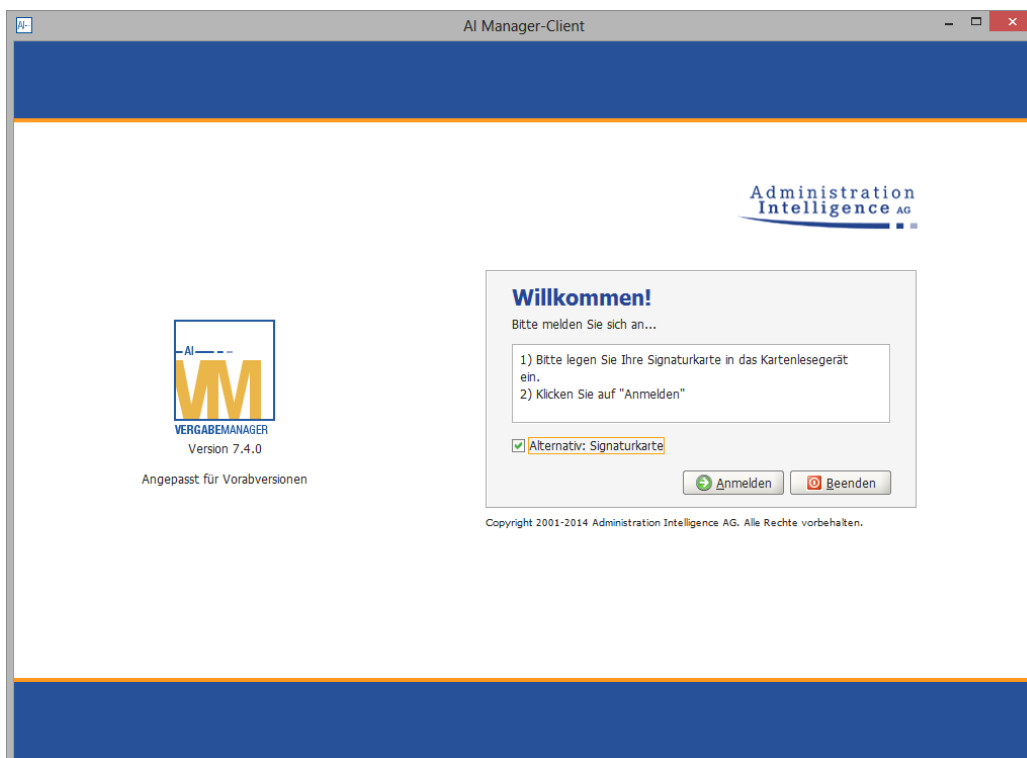 AI Manager-Client
Administration
Intelligence AG
Willkommen!
Bitte melden Sie sich an...
1) Bitte legen Sie Ihre Signaturkarte in das Kartenlesegerät
ein.
2) Klicken Sie auf "Anmelden"
Alternativ: Signaturkarte
Anmelden
Beenden
Copyright 2001-2014 Administration Intelligence AG. Alle Rechte vorbehalten.
AI
VM
VERGABEMANAGER
Version 7.4.0
Angepasst für Vorabversionen